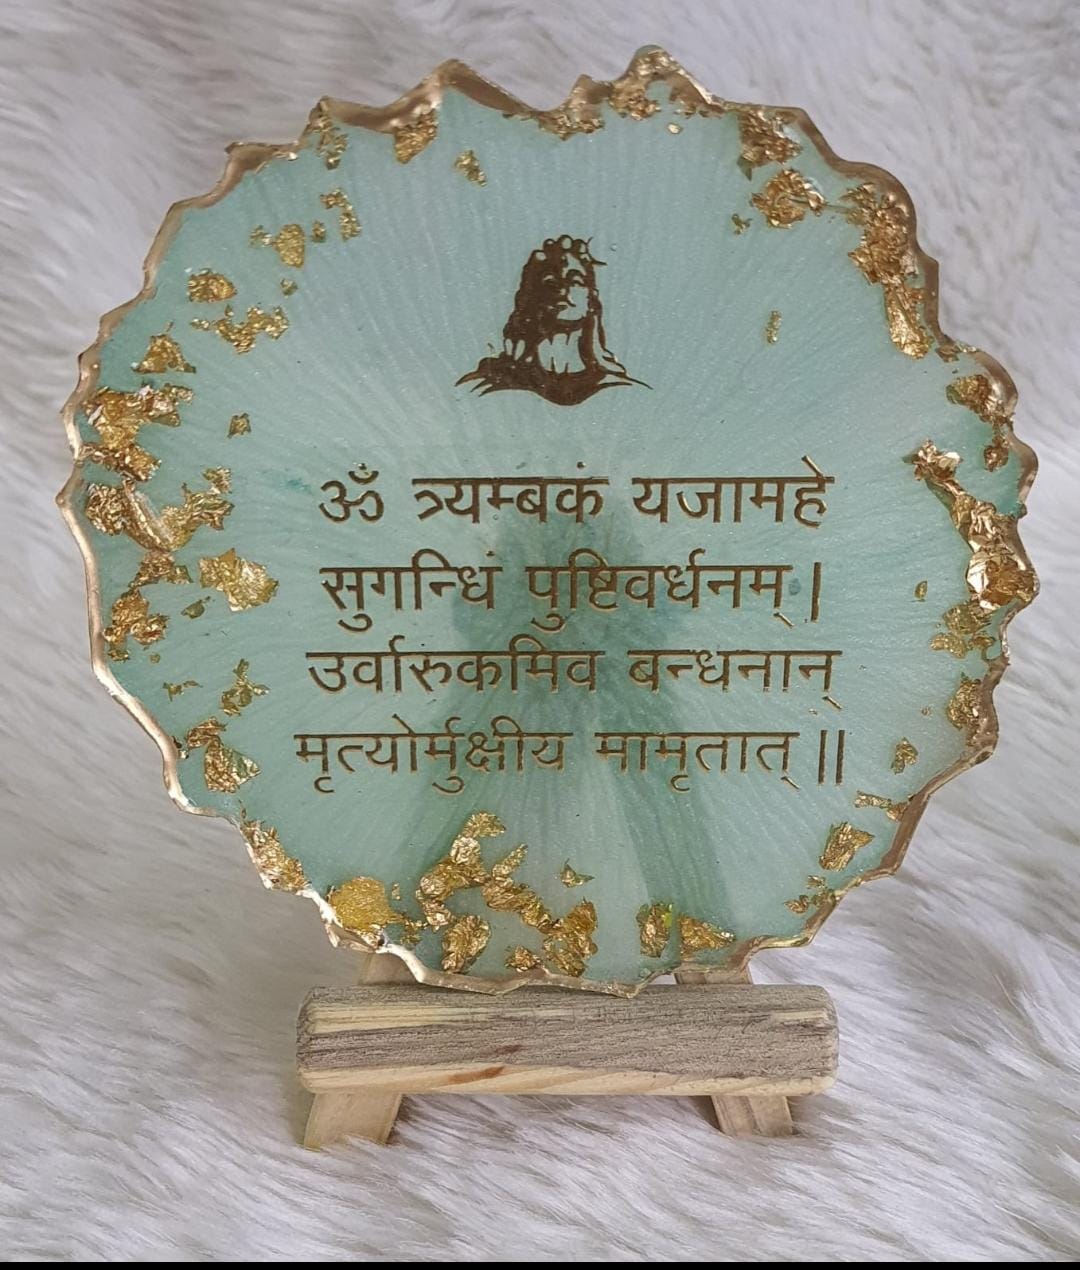 ॐ त्र्यम्बकं यजामहे
सुगन्धिं पुष्टिवर्धनम् |
उर्वारुकमिव बन्धनान्
मृत्योर्मुक्षीय मामृतात् ||